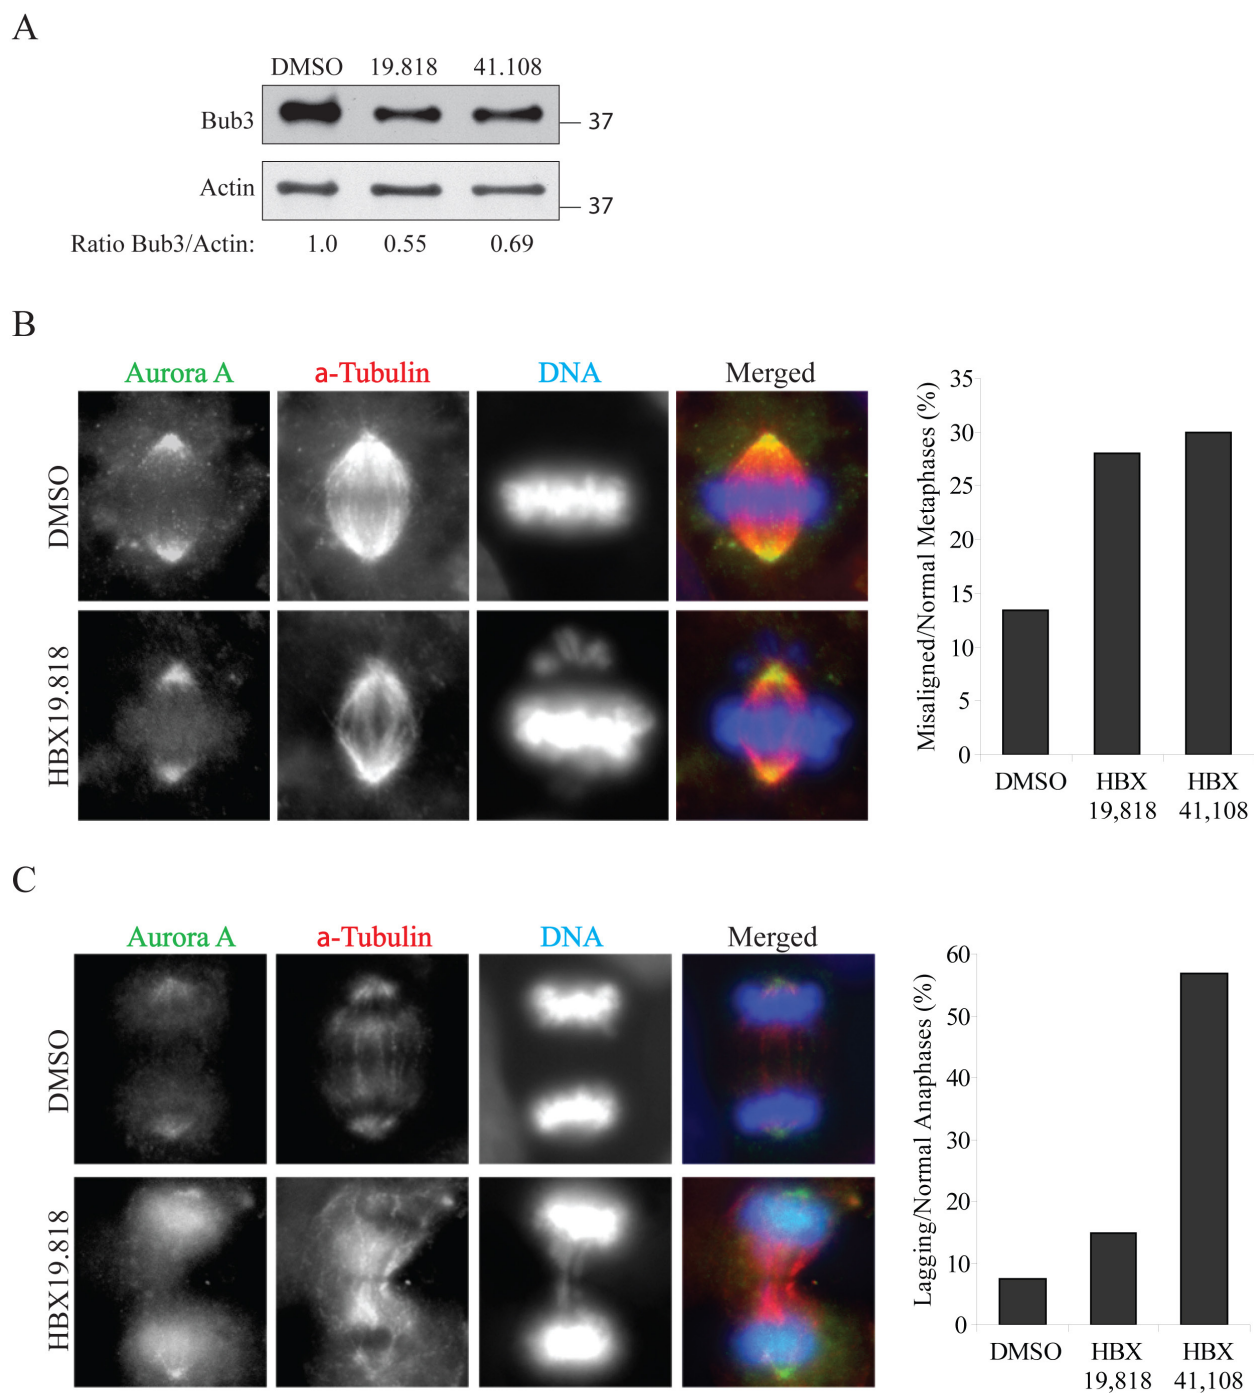 A
DMSO 19.818 41.108
Bub3 37
Actin 37
Ratio Bub3/Actin: 1.0 0.55 0.69
B
Aurora A a-Tubulin DNA Merged
DMSO
HBX19.818
Misaligned/Normal Metaphases (%)
35
30
25
20
15
10
5
0
DMSO HBX HBX
19,818 41,108
C
Aurora A a-Tubulin DNA Merged
DMSO
HBX19.818
Lagging/Normal Anaphases (%)
60
50
40
30
20
10
0
DMSO HBX HBX
19,818 41,108